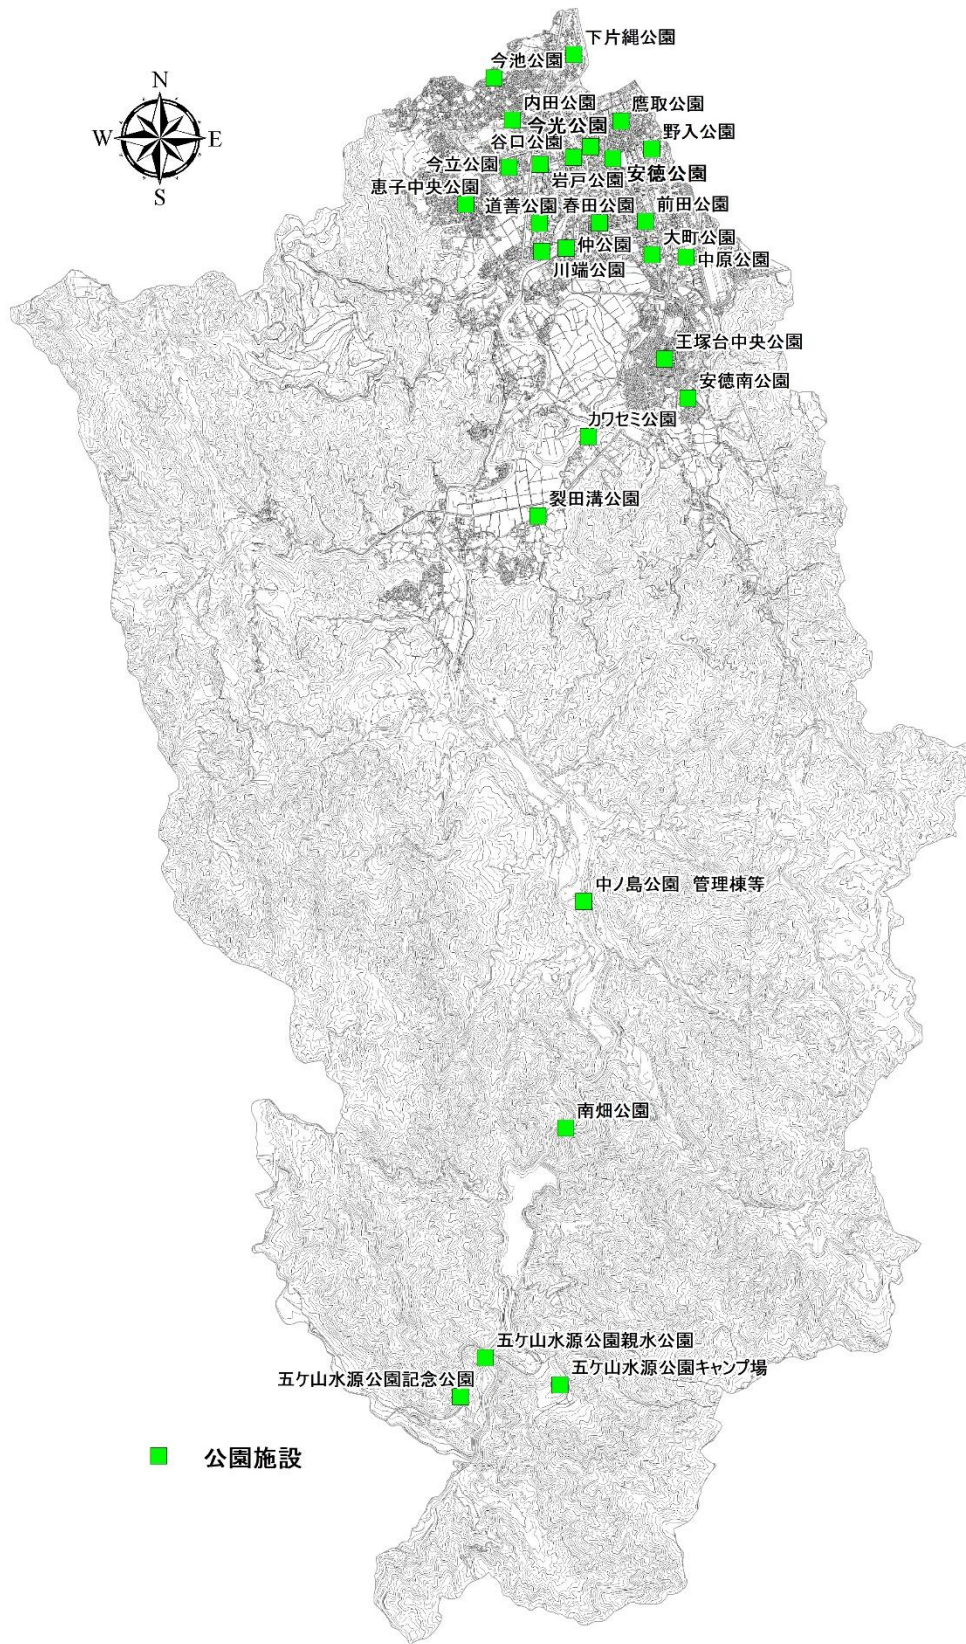 下片縄公園
今池公園
N
W
E
S
内田公園
鷹取公園
今光公園
谷口公園
野入公園
今立公園
岩戸公園
安徳公園
恵子中央公園
道善公園
春田公園
前田公園
仲公園
大町公園
川端公園
中原公園
王塚台中央公園
安徳南公園
カワセミ公園
裂田溝公園
中ノ島公園 管理棟等
南畑公園
五ケ山水源公園親水公園
五ケ山水源公園キャンプ場
五ケ山水源公園記念公園
公園施設